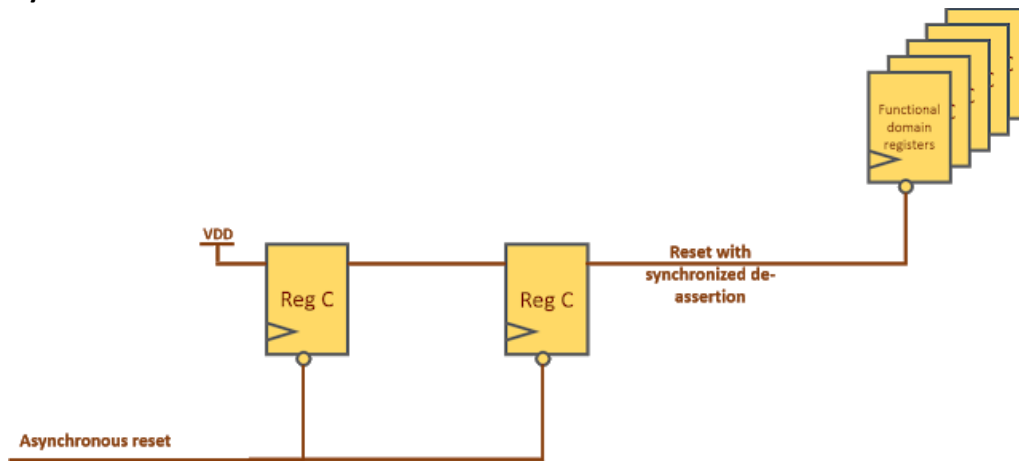 Functional
domain
registers
C
C
C
C
VDD
Reg C
Reg C
Reset with
synchronized de-
assertion
Asynchronous reset